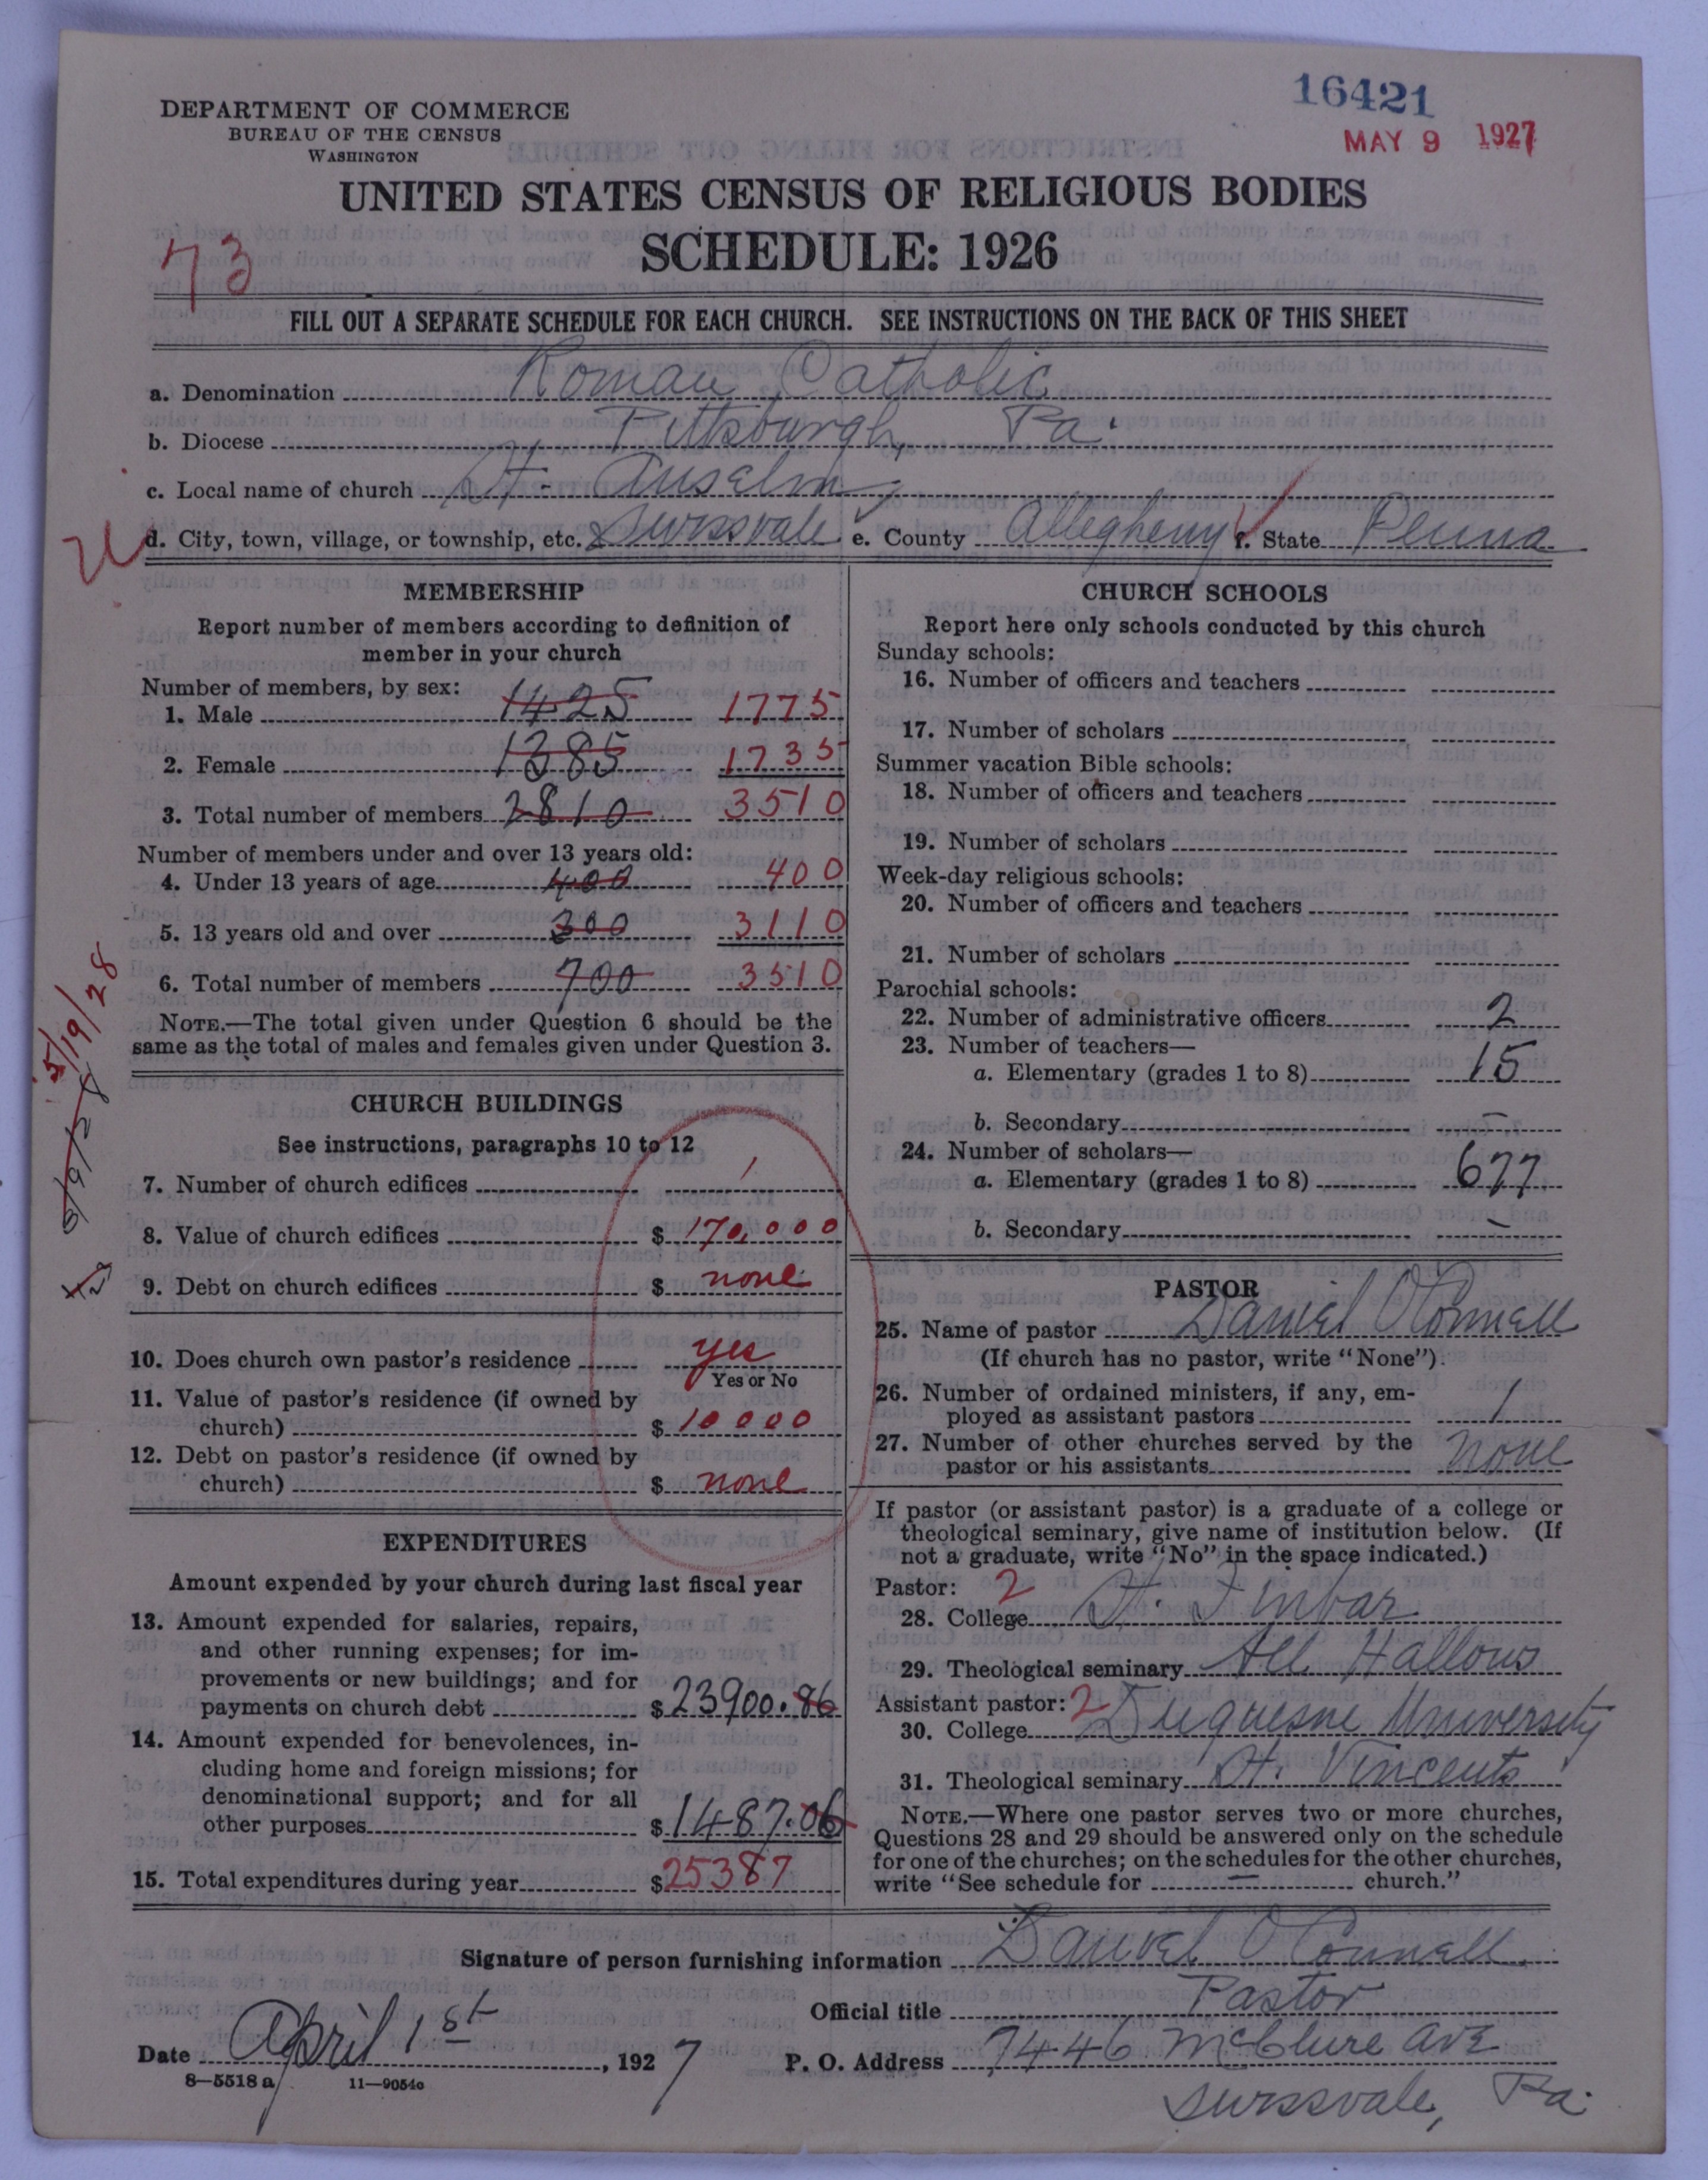 16421
MAY 9 1927
DEPARTMENT OF COMMERCE
BUREAU OF THE CENSUS
WASHINGTON
UNITED STATES CENSUS OF RELIGIOUS BODIES
SCHEDULE: 1926
73
FILL OUT A SEPARATE SCHEDULE FOR EACH CHURCH. SEE INSTRUCTIONS ON THE BACK OF THIS SHEET
a. Denomination Roman Catholic
b. Diocese Pittsburgh, Pa.
c. Local name of church St. Anselm
d. City, town, village, or township, etc. Swissvale e. County Allegheny f. State Penna
MEMBERSHIP
Report number of members according to definition of
member in your church
Number of members, by sex:
1. Male 1425 1775
2. Female 1385 1735
3. Total number of members 2810 3510
Number of members under and over 13 years old:
4. Under 13 years of age 400 400
5. 13 years old and over 300 3110
6. Total number of members 700 3510
NOTE.—The total given under Question 6 should be the
same as the total of males and females given under Question 3.
5/19/28
CHURCH BUILDINGS
See instructions, paragraphs 10 to 12
7. Number of church edifices 1
8. Value of church edifices $ 170,000
9. Debt on church edifices $ none
10. Does church own pastor's residence yes
Yes or No
11. Value of pastor's residence (if owned by
church) $ 10000
12. Debt on pastor's residence (if owned by
church) $ none
EXPENDITURES
Amount expended by your church during last fiscal year
13. Amount expended for salaries, repairs,
and other running expenses; for im-
provements or new buildings; and for
payments on church debt $ 23900.86
14. Amount expended for benevolences, in-
cluding home and foreign missions; for
denominational support; and for all
other purposes $ 1487.06
15. Total expenditures during year $ 25387
CHURCH SCHOOLS
Report here only schools conducted by this church
Sunday schools:
16. Number of officers and teachers
17. Number of scholars
Summer vacation Bible schools:
18. Number of officers and teachers
19. Number of scholars
Week-day religious schools:
20. Number of officers and teachers
21. Number of scholars
Parochial schools:
22. Number of administrative officers 2
23. Number of teachers—
a. Elementary (grades 1 to 8) 15
b. Secondary –
24. Number of scholars—
a. Elementary (grades 1 to 8) 677
b. Secondary –
PASTOR
25. Name of pastor Daniel O'Connell
(If church has no pastor, write "None").
26. Number of ordained ministers, if any, em-
ployed as assistant pastors 1
27. Number of other churches served by the
pastor or his assistants none
If pastor (or assistant pastor) is a graduate of a college or
theological seminary, give name of institution below. (If
not a graduate, write "No" in the space indicated.)
Pastor: 2
28. College St. Finbar
29. Theological seminary All Hallows
Assistant pastor: 2
30. College Duquesne University
31. Theological seminary St. Vincents
NOTE.—Where one pastor serves two or more churches,
Questions 28 and 29 should be answered only on the schedule
for one of the churches; on the schedules for the other churches,
write "See schedule for — church."
Signature of person furnishing information Daniel O'Connell
Official title Pastor
Date April 1st, 1927 P. O. Address 7446 McClure Ave
Swissvale, Pa.
8—5518 a 11—9054o